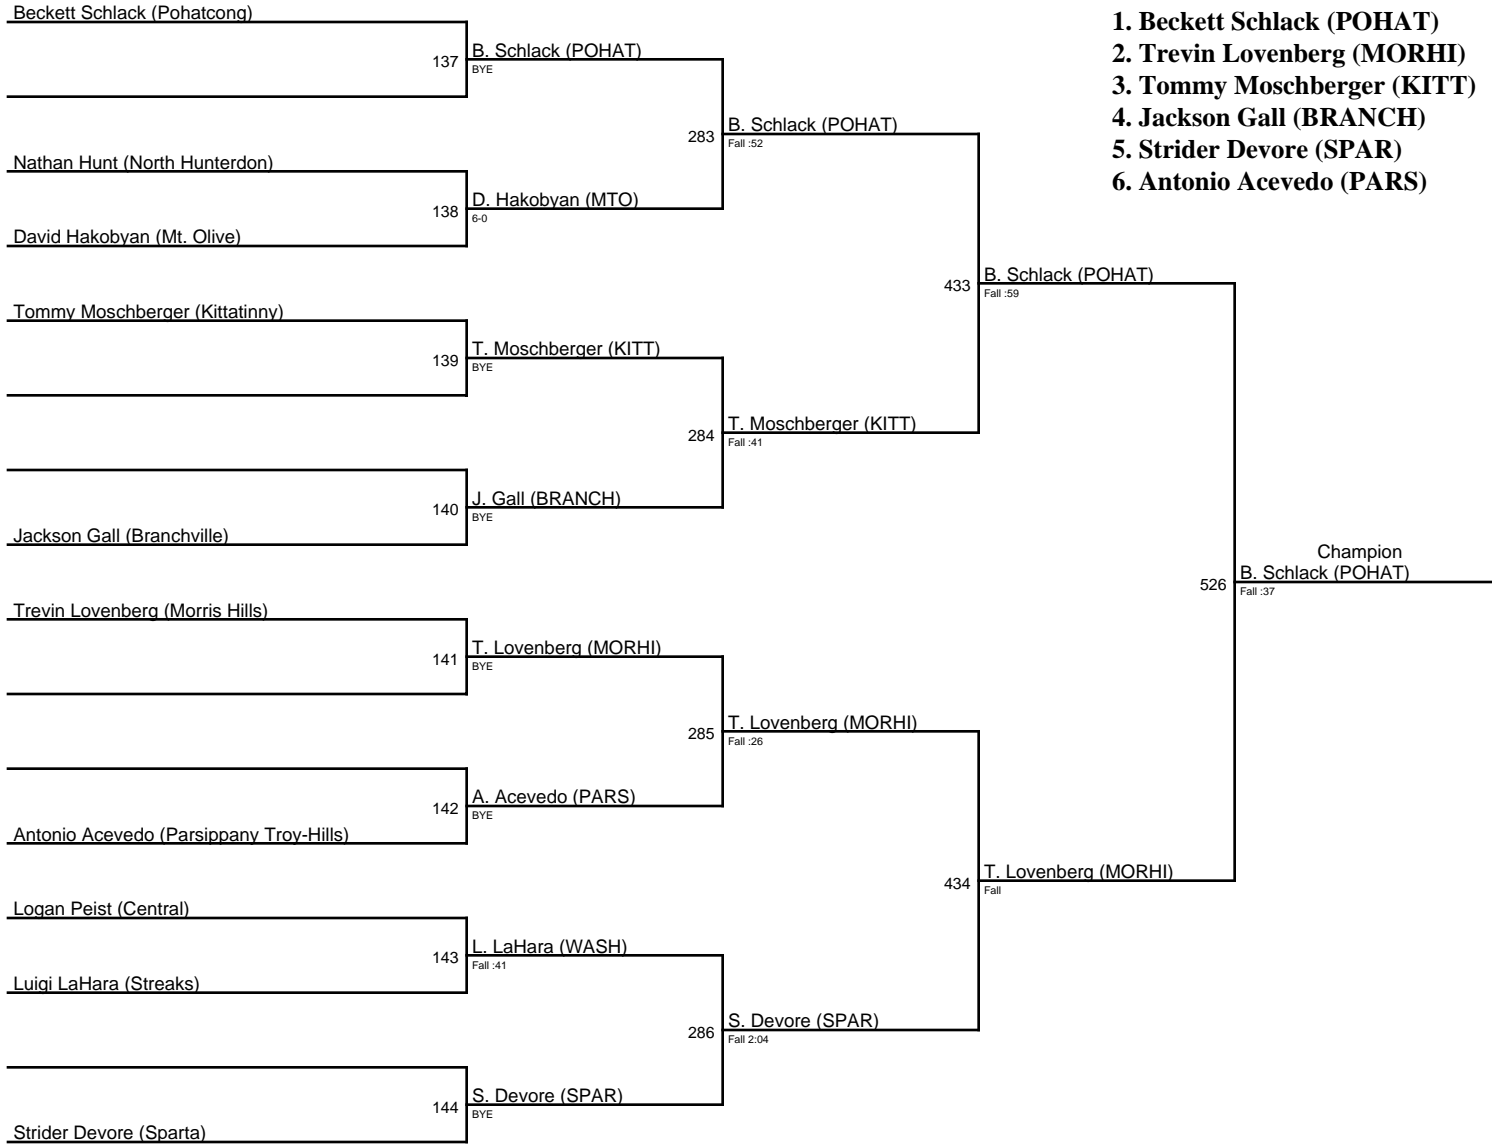 Beckett Schlack (Pohatcong)
1. Beckett Schlack (POHAT)
2. Trevin Lovenberg (MORHI)
3. Tommy Moschberger (KITT)
4. Jackson Gall (BRANCH)
5. Strider Devore (SPAR)
6. Antonio Acevedo (PARS)
137
B. Schlack (POHAT)
BYE
283
B. Schlack (POHAT)
Fall :52
Nathan Hunt (North Hunterdon)
138
D. Hakobyan (MTO)
6-0
David Hakobyan (Mt. Olive)
433
B. Schlack (POHAT)
Fall :59
Tommy Moschberger (Kittatinny)
139
T. Moschberger (KITT)
BYE
284
T. Moschberger (KITT)
Fall :41
140
J. Gall (BRANCH)
BYE
Jackson Gall (Branchville)
Champion
526
B. Schlack (POHAT)
Fall :37
Trevin Lovenberg (Morris Hills)
141
T. Lovenberg (MORHI)
BYE
285
T. Lovenberg (MORHI)
Fall :26
142
A. Acevedo (PARS)
BYE
Antonio Acevedo (Parsippany Troy-Hills)
434
T. Lovenberg (MORHI)
Fall
Logan Peist (Central)
143
L. LaHara (WASH)
Fall :41
Luigi LaHara (Streaks)
286
S. Devore (SPAR)
Fall 2:04
144
S. Devore (SPAR)
BYE
Strider Devore (Sparta)